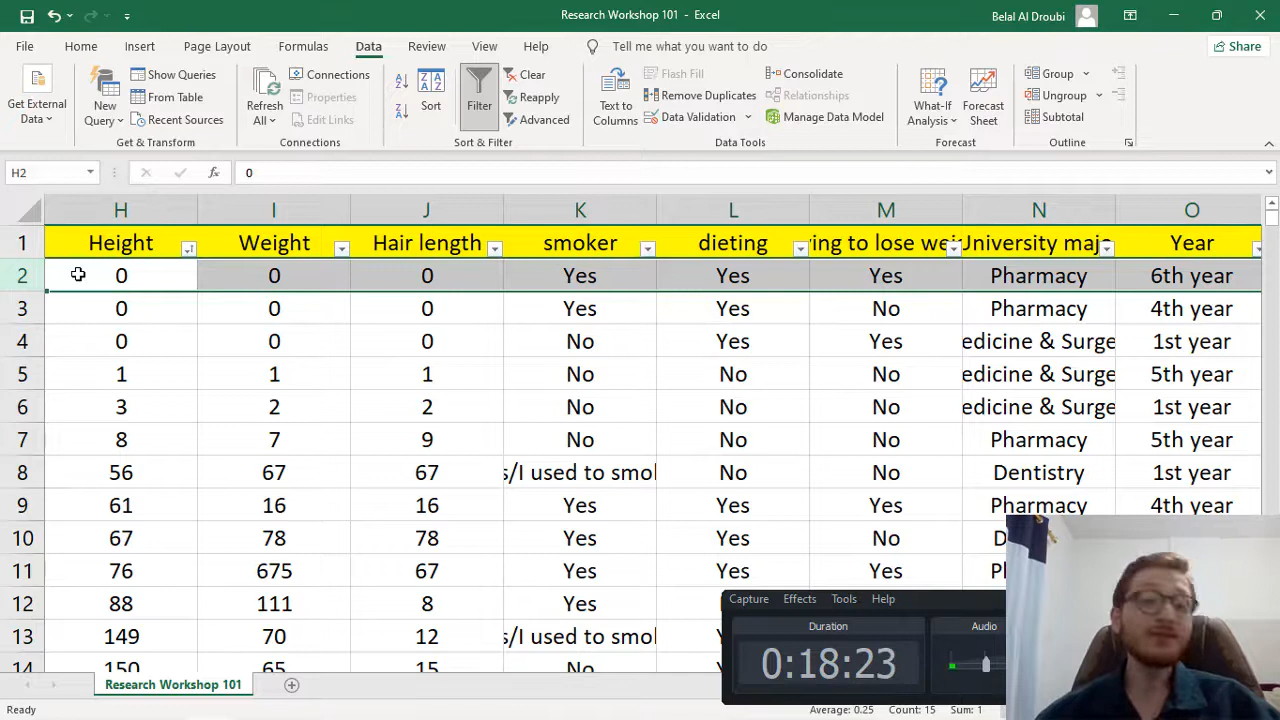 Research Workshop 101 - Excel
Belal Al Droubi
File Home Insert Page Layout Formulas Data Review View Help Tell me what you want to do Share
Get External Data
New Query
Show Queries
From Table
Recent Sources
Get & Transform
Refresh All
Connections
Properties
Edit Links
Connections
Sort
Filter
Clear
Reapply
Advanced
Sort & Filter
Text to Columns
Flash Fill
Remove Duplicates
Data Validation
Consolidate
Relationships
Manage Data Model
Data Tools
What-If Analysis
Forecast Sheet
Forecast
Group
Ungroup
Subtotal
Outline
H2 fx 0
H I J K L M N O
1 Height Weight Hair length smoker dieting ing to lose wei University majo Year
2 0 0 0 Yes Yes Yes Pharmacy 6th year
3 0 0 0 Yes Yes No Pharmacy 4th year
4 0 0 0 No Yes Yes edicine & Surge 1st year
5 1 1 1 No No No edicine & Surge 5th year
6 3 2 2 No No No edicine & Surge 1st year
7 8 7 9 No No No Pharmacy 5th year
8 56 67 67 s/I used to smol No No Dentistry 1st year
9 61 16 16 Yes Yes Yes Pharmacy 4th year
10 67 78 78 Yes Yes No
11 76 675 67 Yes Yes Yes
12 88 111 8 Yes
13 149 70 12 s/I used to smol
14 150 65 15 No
Capture Effects Tools Help
Duration
0:18:23
Audio
Research Workshop 101
Ready Average: 0.25 Count: 15 Sum: 1